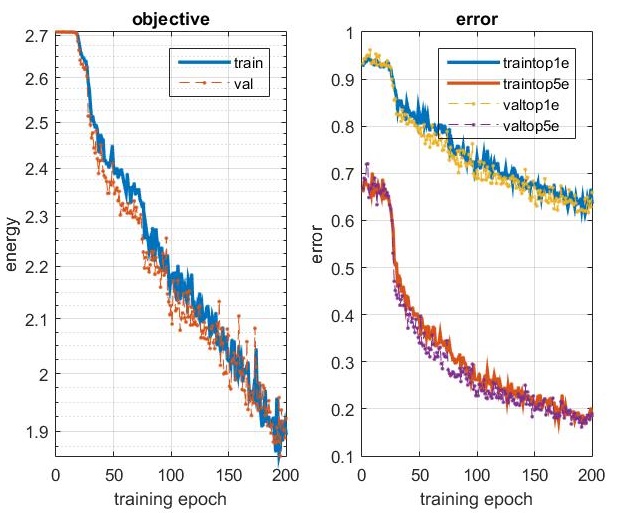 objective
2.7
2.6
2.5
2.4
2.3
2.2
2.1
2
1.9
energy
0
50
100
150
200
training epoch
train
val
error
1
0.9
0.8
0.7
0.6
0.5
0.4
0.3
0.2
0.1
error
0
50
100
150
200
training epoch
traintop1e
traintop5e
valtop1e
valtop5e